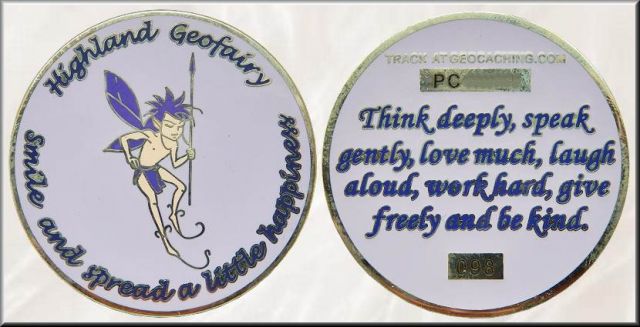 Highland Geofairy
Smile and spread a little happiness
TRACK AT GEOCACHING.COM
PC
Think deeply, speak
gently, love much, laugh
aloud, work hard, give
freely and be kind.
098